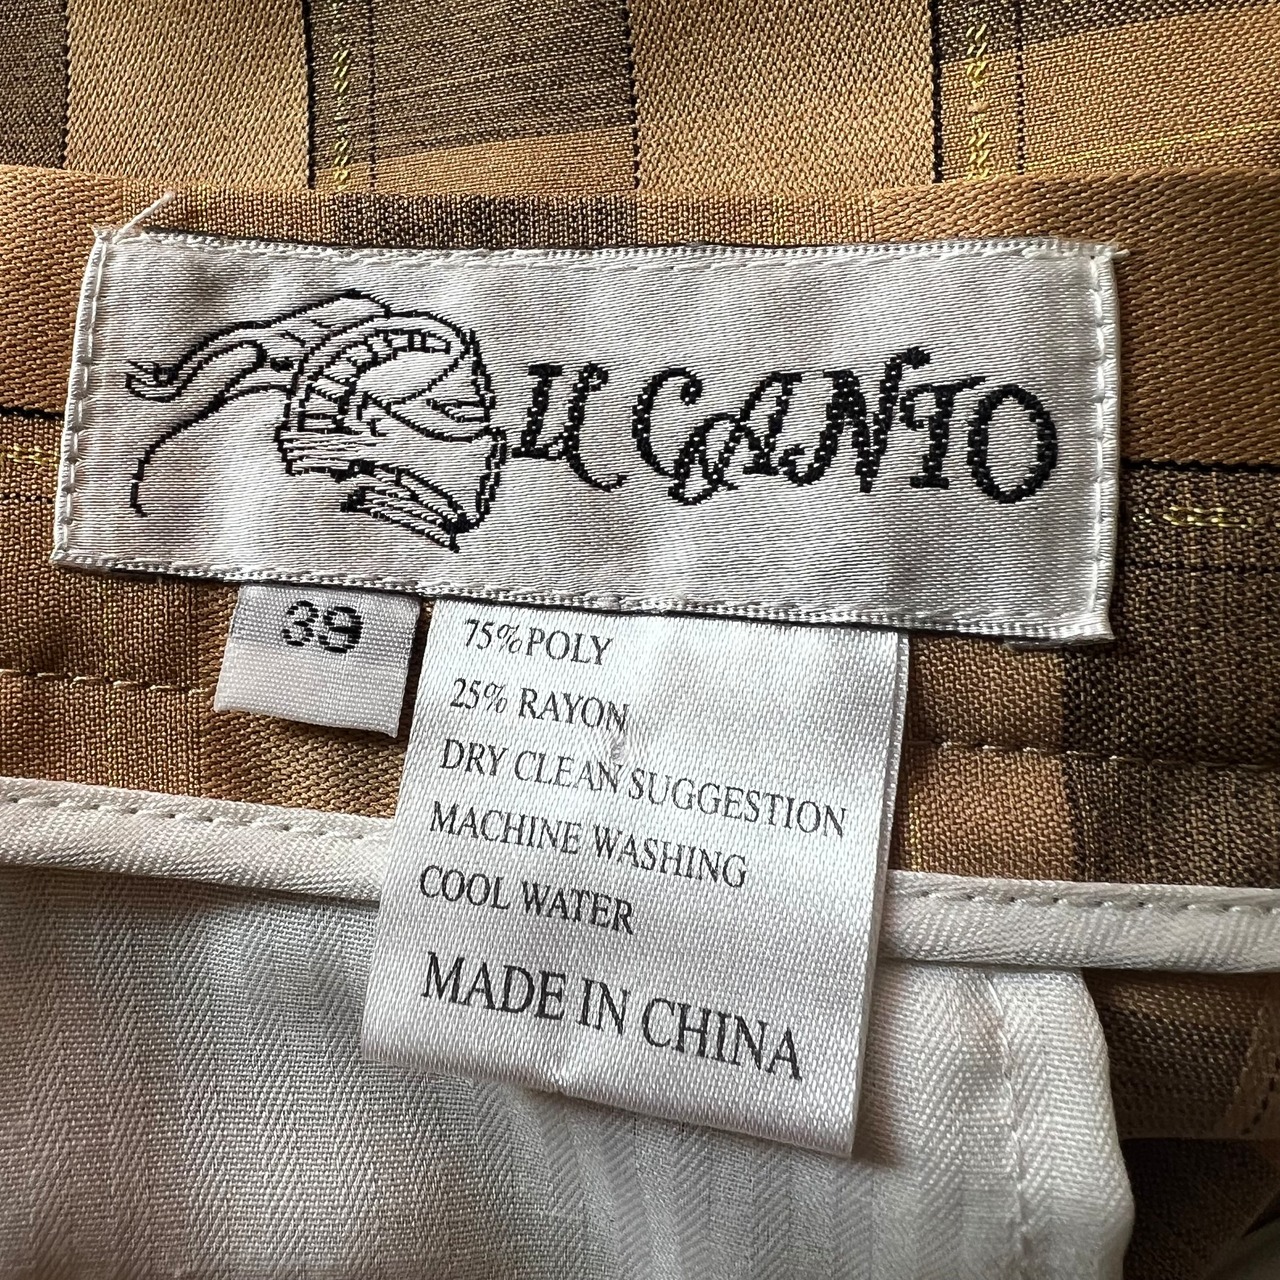 IL CANTO
39
75% POLY
25% RAYON
DRY CLEAN SUGGESTION
MACHINE WASHING
COOL WATER
MADE IN CHINA